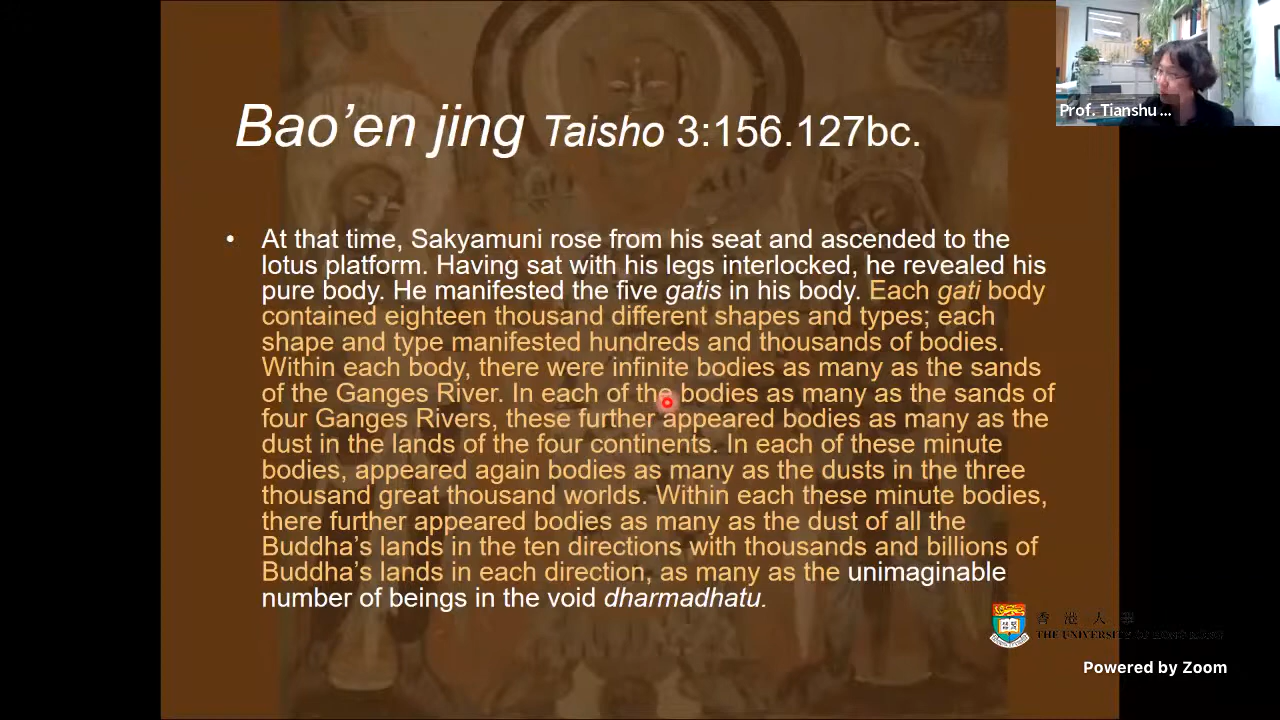 Prof. Tianshu ...
Bao’en jing Taisho 3:156.127bc.
• At that time, Sakyamuni rose from his seat and ascended to the
lotus platform. Having sat with his legs interlocked, he revealed his
pure body. He manifested the five gatis in his body. Each gati body
contained eighteen thousand different shapes and types; each
shape and type manifested hundreds and thousands of bodies.
Within each body, there were infinite bodies as many as the sands
of the Ganges River. In each of the bodies as many as the sands of
four Ganges Rivers, these further appeared bodies as many as the
dust in the lands of the four continents. In each of these minute
bodies, appeared again bodies as many as the dusts in the three
thousand great thousand worlds. Within each these minute bodies,
there further appeared bodies as many as the dust of all the
Buddha’s lands in the ten directions with thousands and billions of
Buddha’s lands in each direction, as many as the unimaginable
number of beings in the void dharmadhatu.
香港大學
THE UNIVERSITY OF HONG KONG
Powered by Zoom